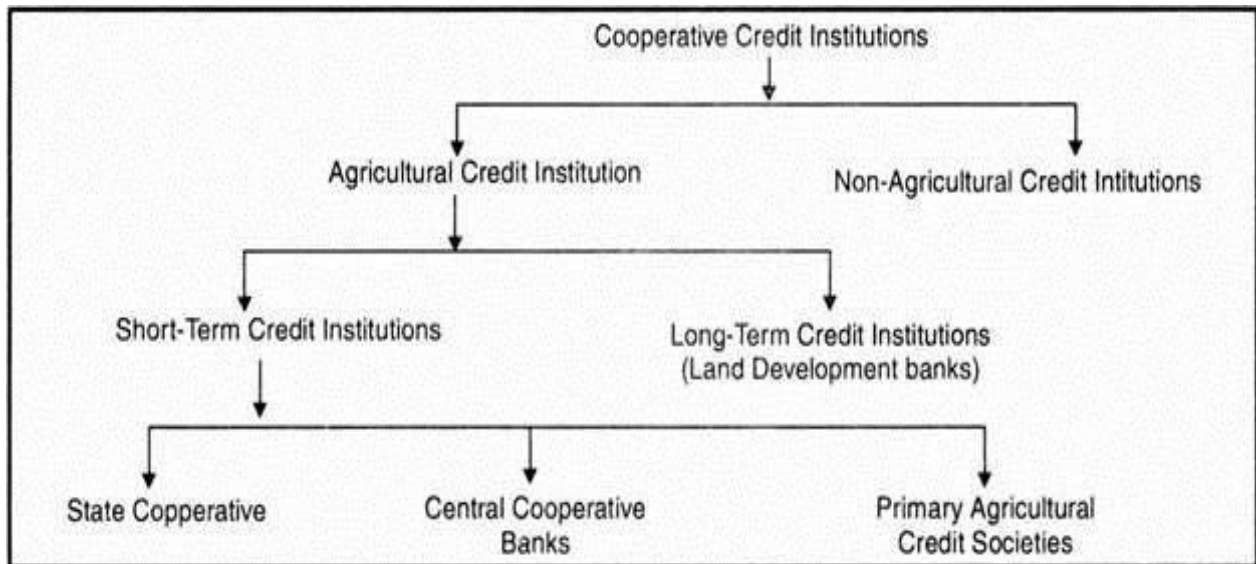 Cooperative Credit Institutions
Agricultural Credit Institution
Non-Agricultural Credit Intitutions
Short-Term Credit Institutions
Long-Term Credit Institutions
(Land Development banks)
State Copperative
Central Cooperative
Banks
Primary Agricultural
Credit Societies